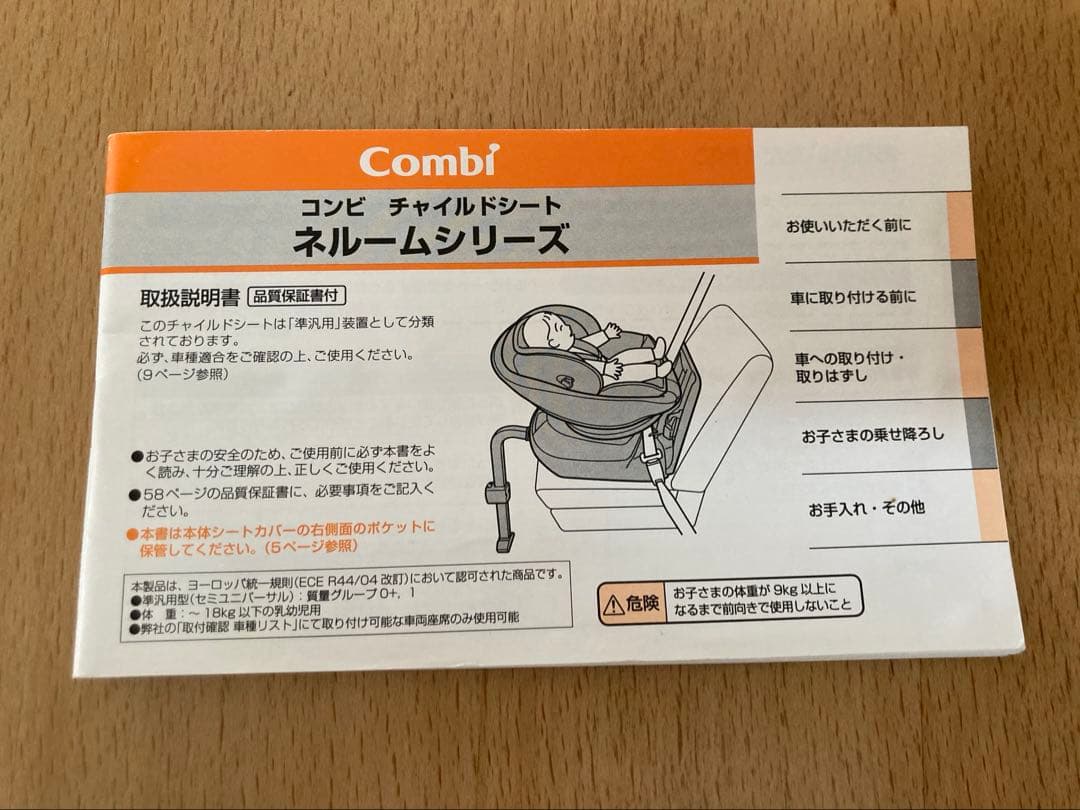 Combi
コンビ チャイルドシート
ネルームシリーズ
取扱説明書 品質保証書付
このチャイルドシートは「準汎用」装置として分類
されております。
必ず、車種適合をご確認の上、ご使用ください。
(9ページ参照)
●お子さまの安全のため、ご使用前に必ず本書をよ
く読み、十分ご理解の上、正しくご使用ください。
●58ページの品質保証書に、必要事項をご記入く
ださい。
●本書は本体シートカバーの右側面のポケットに
保管してください。(5ページ参照)
本製品は、ヨーロッパ統一規則(ECE R44/04 改訂)において認可された商品です。
●準汎用型(セミユニバーサル):質量グループ0+, 1
●体 重:〜18kg以下の乳幼児用
●弊社の「取付確認 車種リスト」にて取り付け可能な車両座席のみ使用可能
危険
お子さまの体重が9kg以上に
なるまで前向きで使用しないこと
お使いいただく前に
車に取り付ける前に
車への取り付け・
取りはずし
お子さまの乗せ降ろし
お手入れ・その他